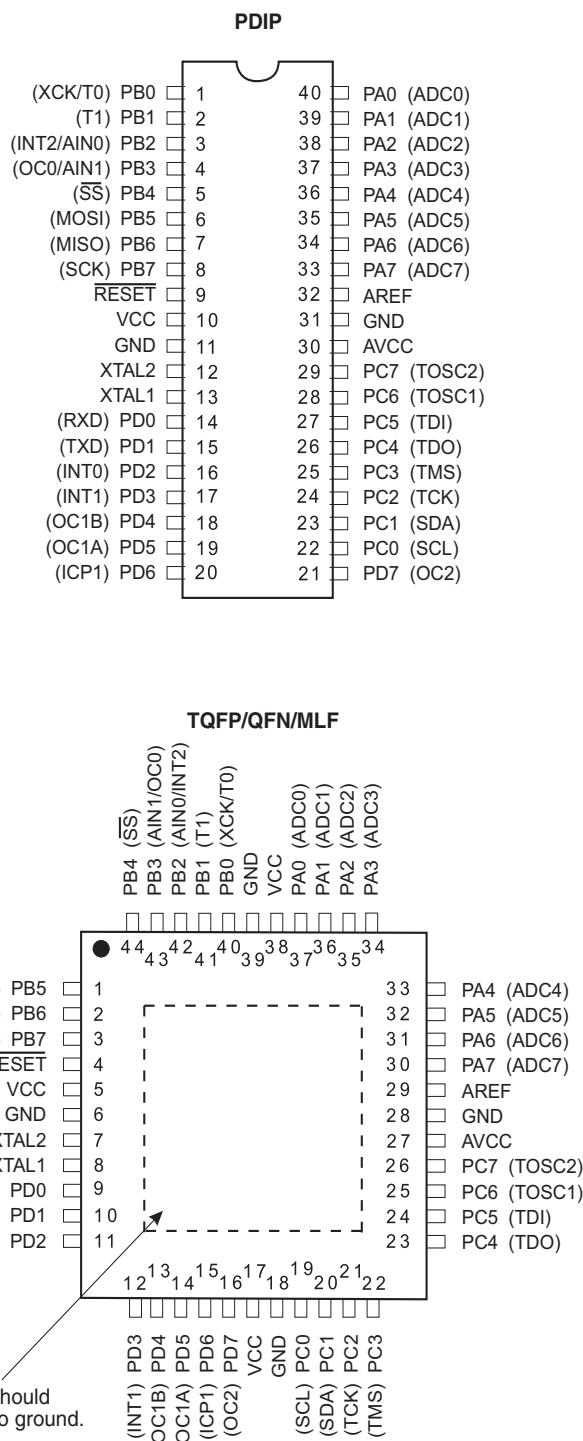 PDIP
(XCK/T0) PB0 1 40 PA0 (ADC0)
(T1) PB1 2 39 PA1 (ADC1)
(INT2/AIN0) PB2 3 38 PA2 (ADC2)
(OC0/AIN1) PB3 4 37 PA3 (ADC3)
(SS) PB4 5 36 PA4 (ADC4)
(MOSI) PB5 6 35 PA5 (ADC5)
(MISO) PB6 7 34 PA6 (ADC6)
(SCK) PB7 8 33 PA7 (ADC7)
RESET 9 32 AREF
VCC 10 31 GND
GND 11 30 AVCC
XTAL2 12 29 PC7 (TOSC2)
XTAL1 13 28 PC6 (TOSC1)
(RXD) PD0 14 27 PC5 (TDI)
(TXD) PD1 15 26 PC4 (TDO)
(INT0) PD2 16 25 PC3 (TMS)
(INT1) PD3 17 24 PC2 (TCK)
(OC1B) PD4 18 23 PC1 (SDA)
(OC1A) PD5 19 22 PC0 (SCL)
(ICP1) PD6 20 21 PD7 (OC2)
TQFP/QFN/MLF
PB4 (SS)
PB3 (AIN1/OC0)
PB2 (AIN0/INT2)
PB1 (T1)
PB0 (XCK/T0)
GND
VCC
PA0 (ADC0)
PA1 (ADC1)
PA2 (ADC2)
PA3 (ADC3)
44 43 42 41 40 39 38 37 36 35 34
PB5 1 33 PA4 (ADC4)
PB6 2 32 PA5 (ADC5)
PB7 3 31 PA6 (ADC6)
ESET 4 30 PA7 (ADC7)
VCC 5 29 AREF
GND 6 28 GND
XTAL2 7 27 AVCC
XTAL1 8 26 PC7 (TOSC2)
PD0 9 25 PC6 (TOSC1)
PD1 10 24 PC5 (TDI)
PD2 11 23 PC4 (TDO)
12 13 14 15 16 17 18 19 20 21 22
(INT1) PD3
(OC1B) PD4
(OC1A) PD5
(ICP1) PD6
(OC2) PD7
VCC
GND
(SCL) PC0
(SDA) PC1
(TCK) PC2
(TMS) PC3
hould
o ground.